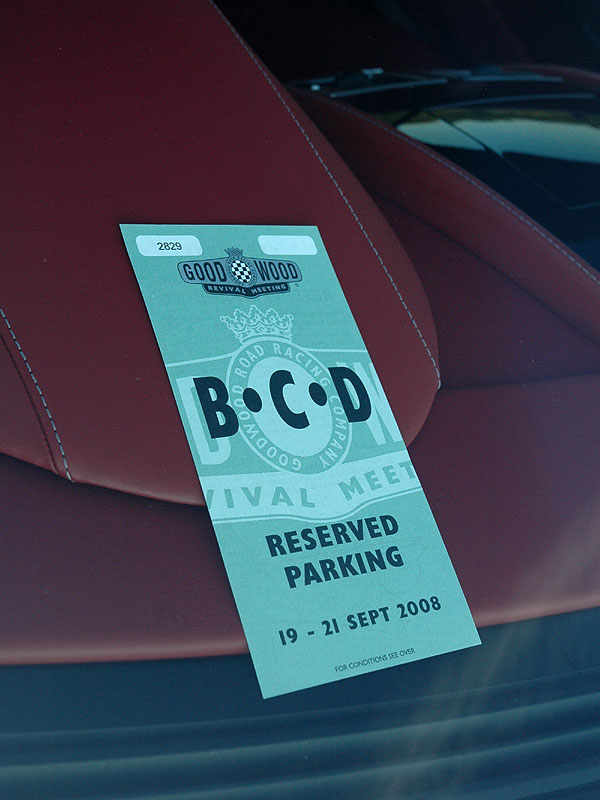 2829
GOOD WOOD
REVIVAL MEETING
GOODWOOD ROAD RACING COMPANY
B•C•D
VIVAL MEET
RESERVED
PARKING
19 - 21 SEPT 2008
FOR CONDITIONS SEE OVER